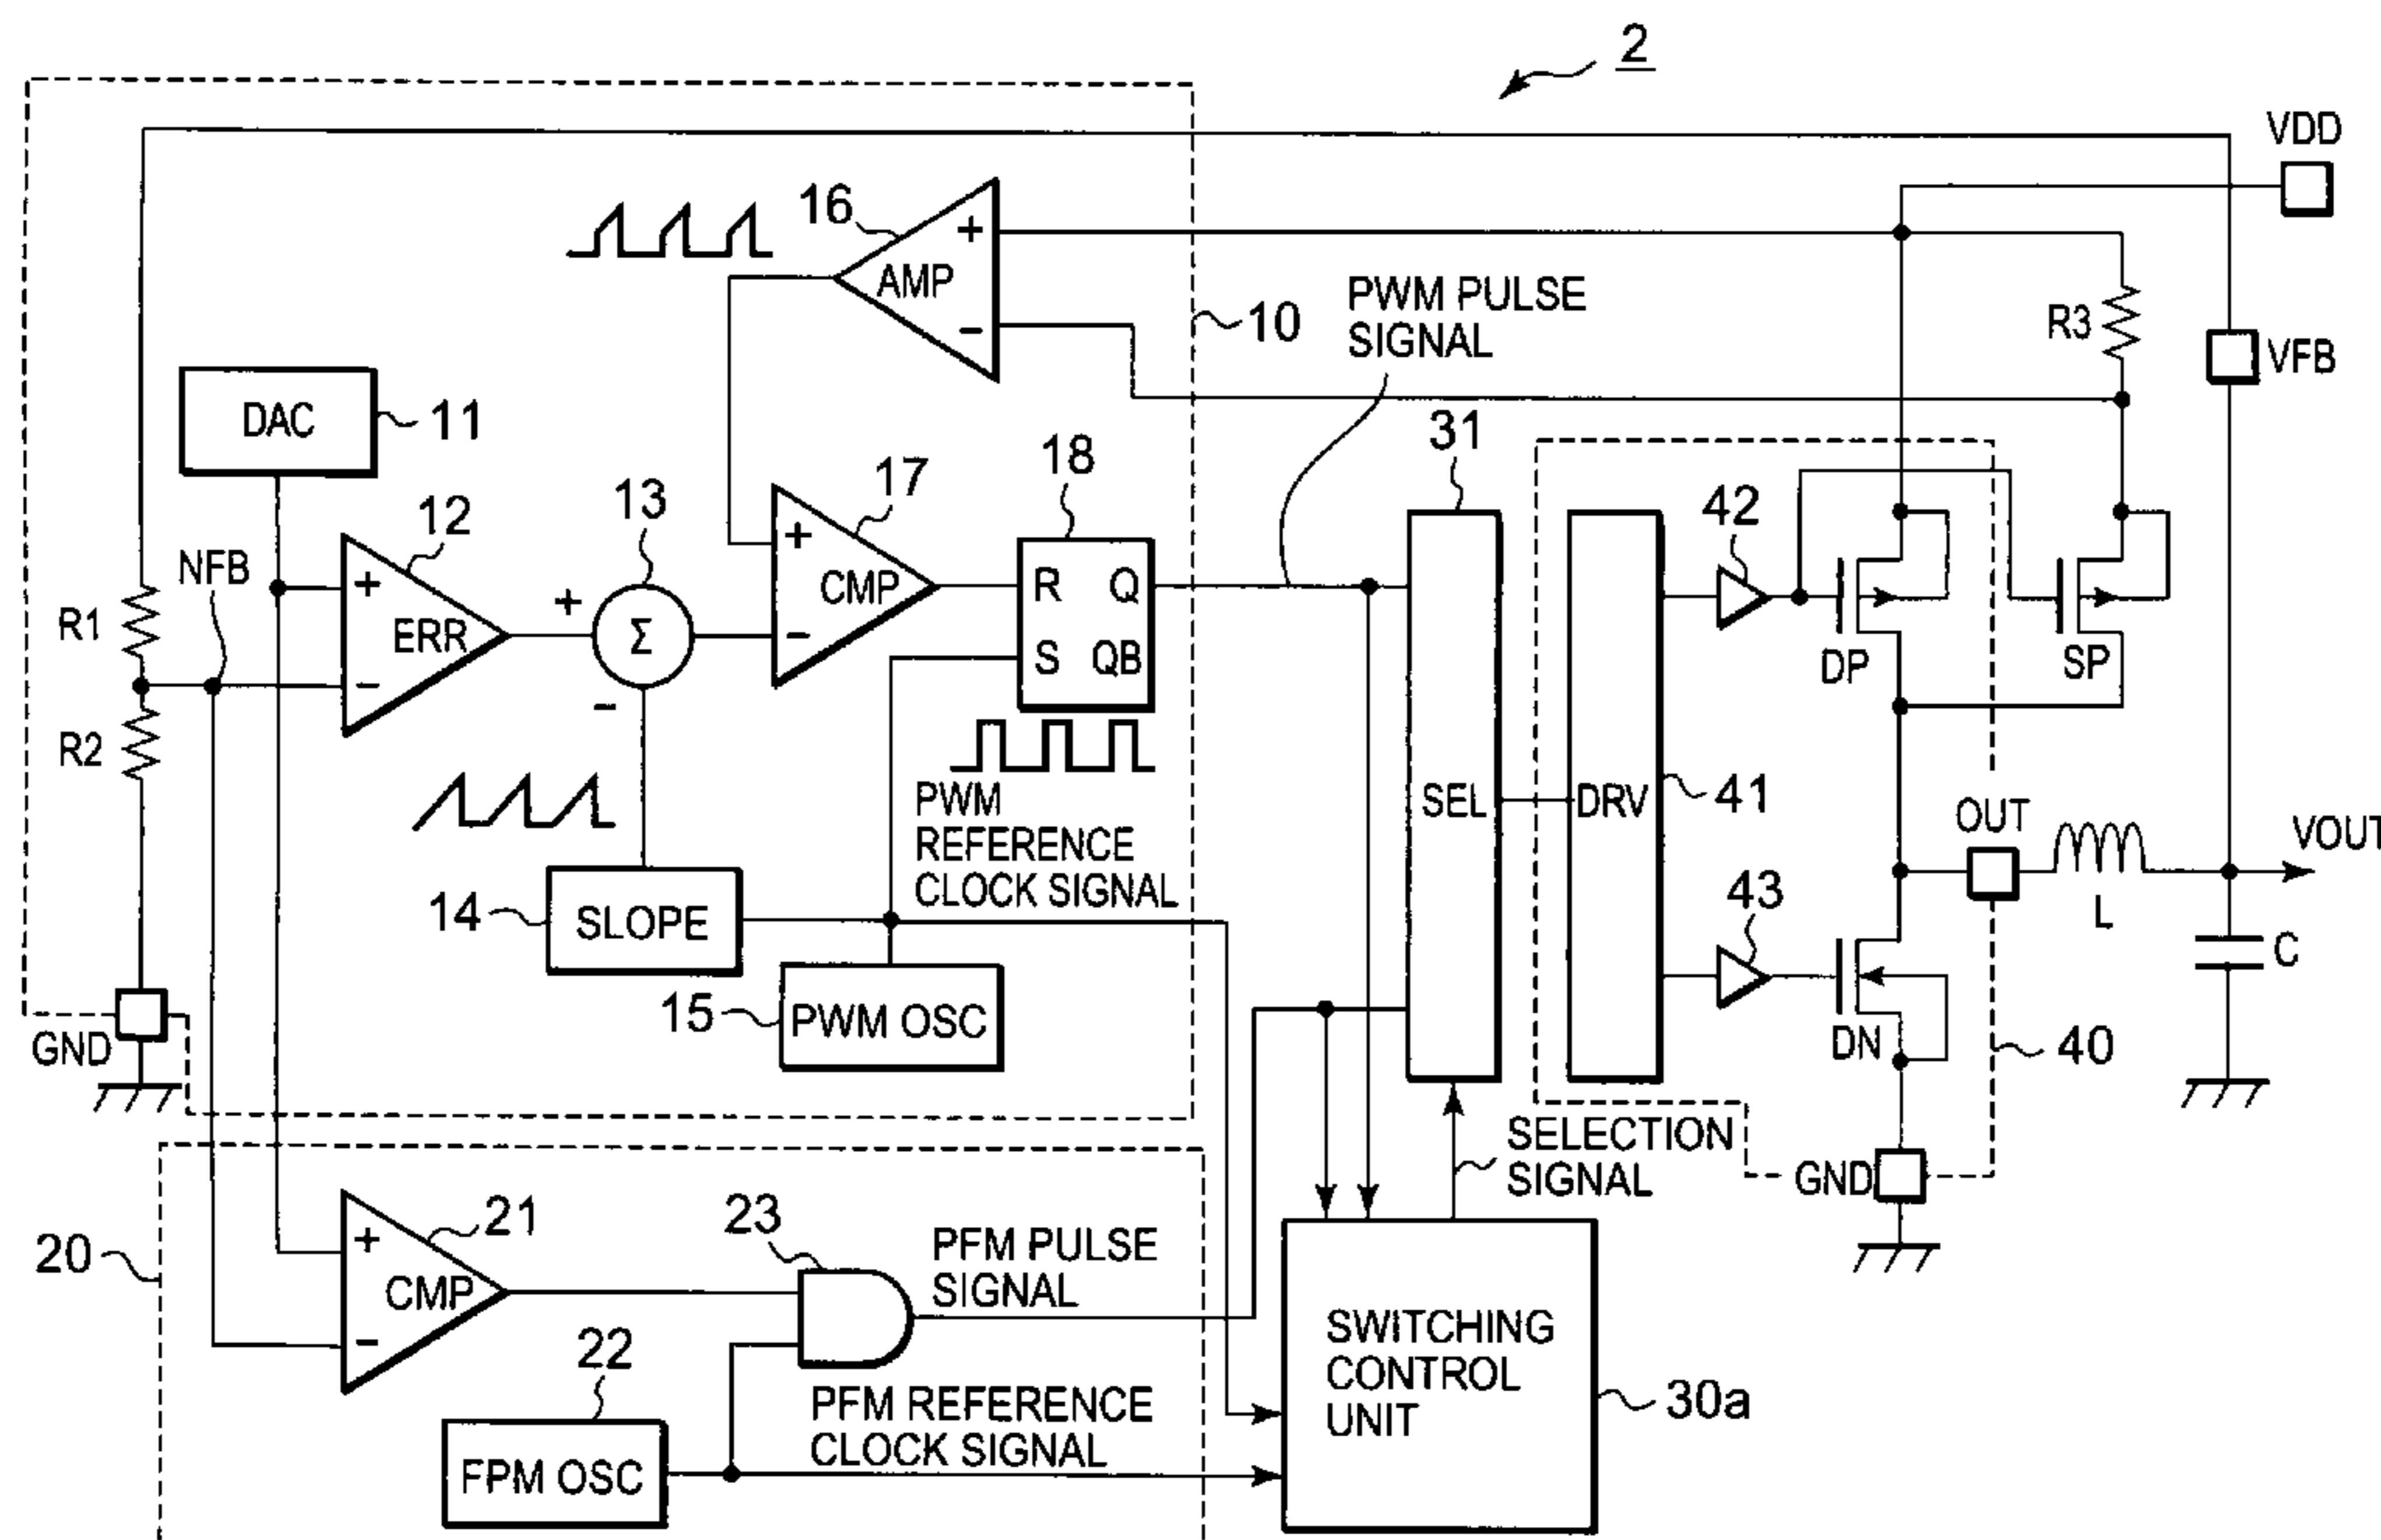 2
VDD
16
+
AMP
-
10
PWM PULSE
SIGNAL
R3
VFB
DAC
11
31
17
18
12
13
42
NFB
+
+
+
CMP
R
Q
R1
ERR
Σ
-
S
QB
DP
SP
-
-
R2
PWM
REFERENCE
CLOCK SIGNAL
SEL
DRV
41
OUT
VOUT
14
SLOPE
43
L
C
15
PWM OSC
GND
DN
40
SELECTION
SIGNAL
GND
20
+
21
CMP
-
23
PFM PULSE
SIGNAL
22
SWITCHING
CONTROL
UNIT
30a
PFM REFERENCE
CLOCK SIGNAL
FPM OSC